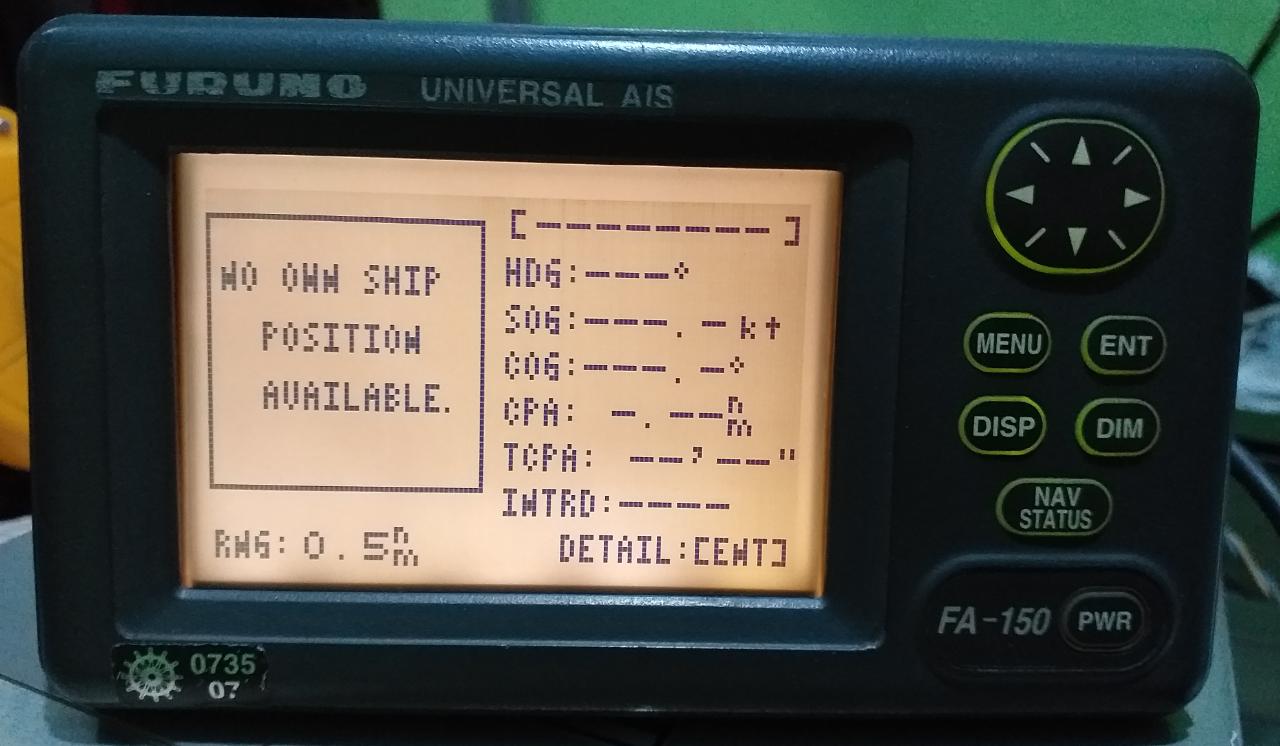 FURUNO UNIVERSAL AIS
NO OWN SHIP
POSITION
AVAILABLE.
RNG: 0.5nm
[--------]
HDG:---°
SOG:---.-kt
COG:---.-°
CPA: -.--nm
TCPA: --'--"
INTRD:----
DETAIL:[ENT]
MENU
ENT
DISP
DIM
NAV
STATUS
FA-150
PWR
0735
07